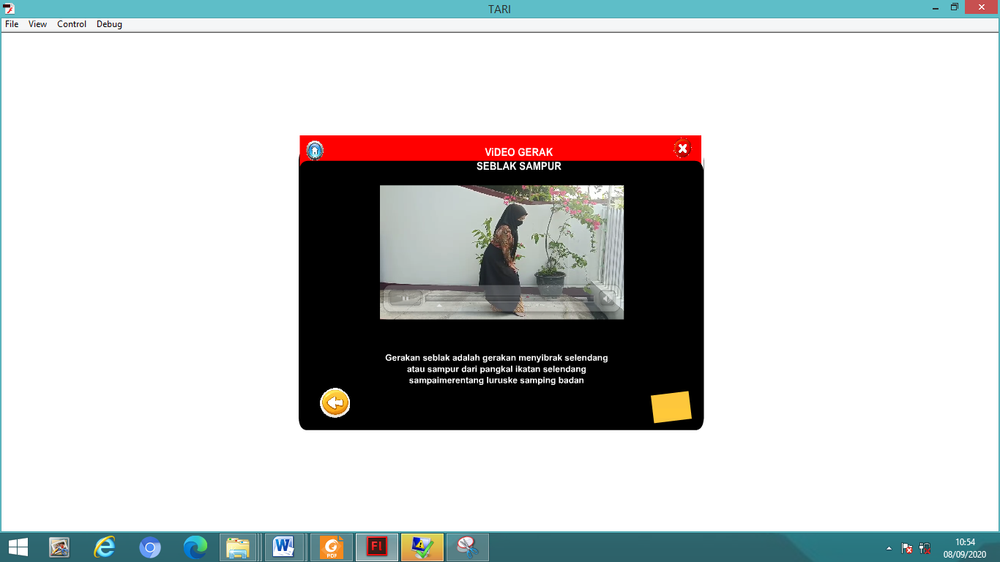 TARI
File View Control Debug
ViDEO GERAK
SEBLAK SAMPUR
Gerakan seblak adalah gerakan menyibrak selendang
atau sampur dari pangkal ikatan selendang
sampaimerentang luruske samping badan
PDF
Fl
10:54
08/09/2020